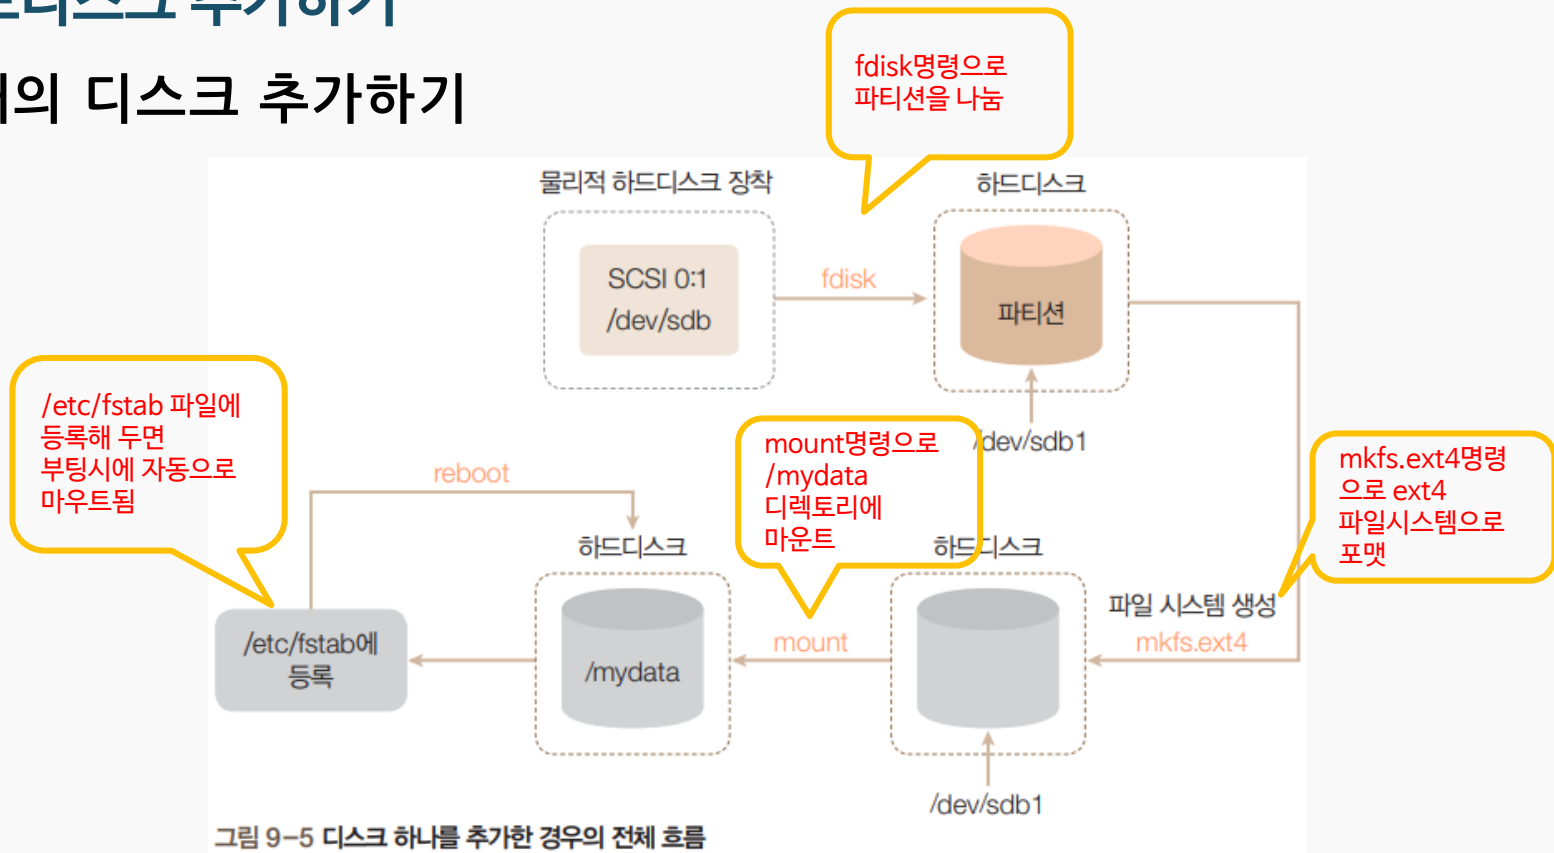 추가하기
디스크 추가하기
fdisk명령으로
파티션을 나눔
물리적 하드디스크 장착
하드디스크
SCSI 0:1
/dev/sdb
fdisk
파티션
/dev/sdb1
/etc/fstab 파일에
등록해 두면
부팅시에 자동으로
마우트됨
reboot
mount명령으로
/mydata
디렉토리에
마운트
mkfs.ext4명령
으로 ext4
파일시스템으로
포맷
하드디스크
하드디스크
파일 시스템 생성
mkfs.ext4
/etc/fstab에
등록
/mydata
mount
/dev/sdb1
그림 9-5 디스크 하나를 추가한 경우의 전체 흐름